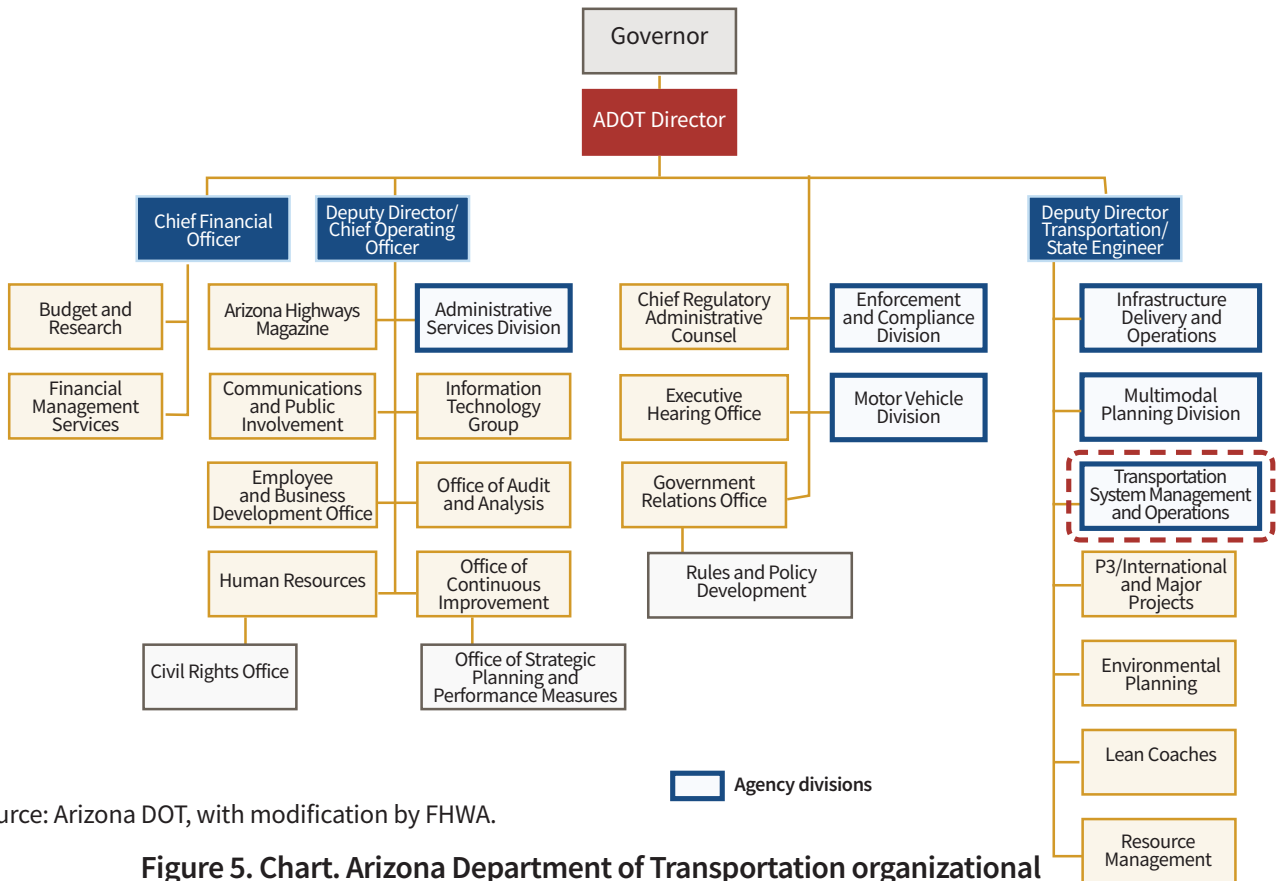 Governor
ADOT Director
Chief Financial
Officer
Deputy Director/
Chief Operating
Officer
Deputy Director
Transportation/
State Engineer
Budget and
Research
Financial
Management
Services
Arizona Highways
Magazine
Administrative
Services Division
Communications
and Public
Involvement
Information
Technology
Group
Employee
and Business
Development Office
Office of Audit
and Analysis
Human Resources
Office of
Continuous
Improvement
Civil Rights Office
Office of Strategic
Planning and
Performance Measures
Chief Regulatory
Administrative
Counsel
Enforcement
and Compliance
Division
Executive
Hearing Office
Motor Vehicle
Division
Government
Relations Office
Rules and Policy
Development
Infrastructure
Delivery and
Operations
Multimodal
Planning Division
Transportation
System Management
and Operations
P3/International
and Major
Projects
Environmental
Planning
Lean Coaches
Resource
Management
Agency divisions
urce: Arizona DOT, with modification by FHWA.
Figure 5. Chart. Arizona Department of Transportation organizational